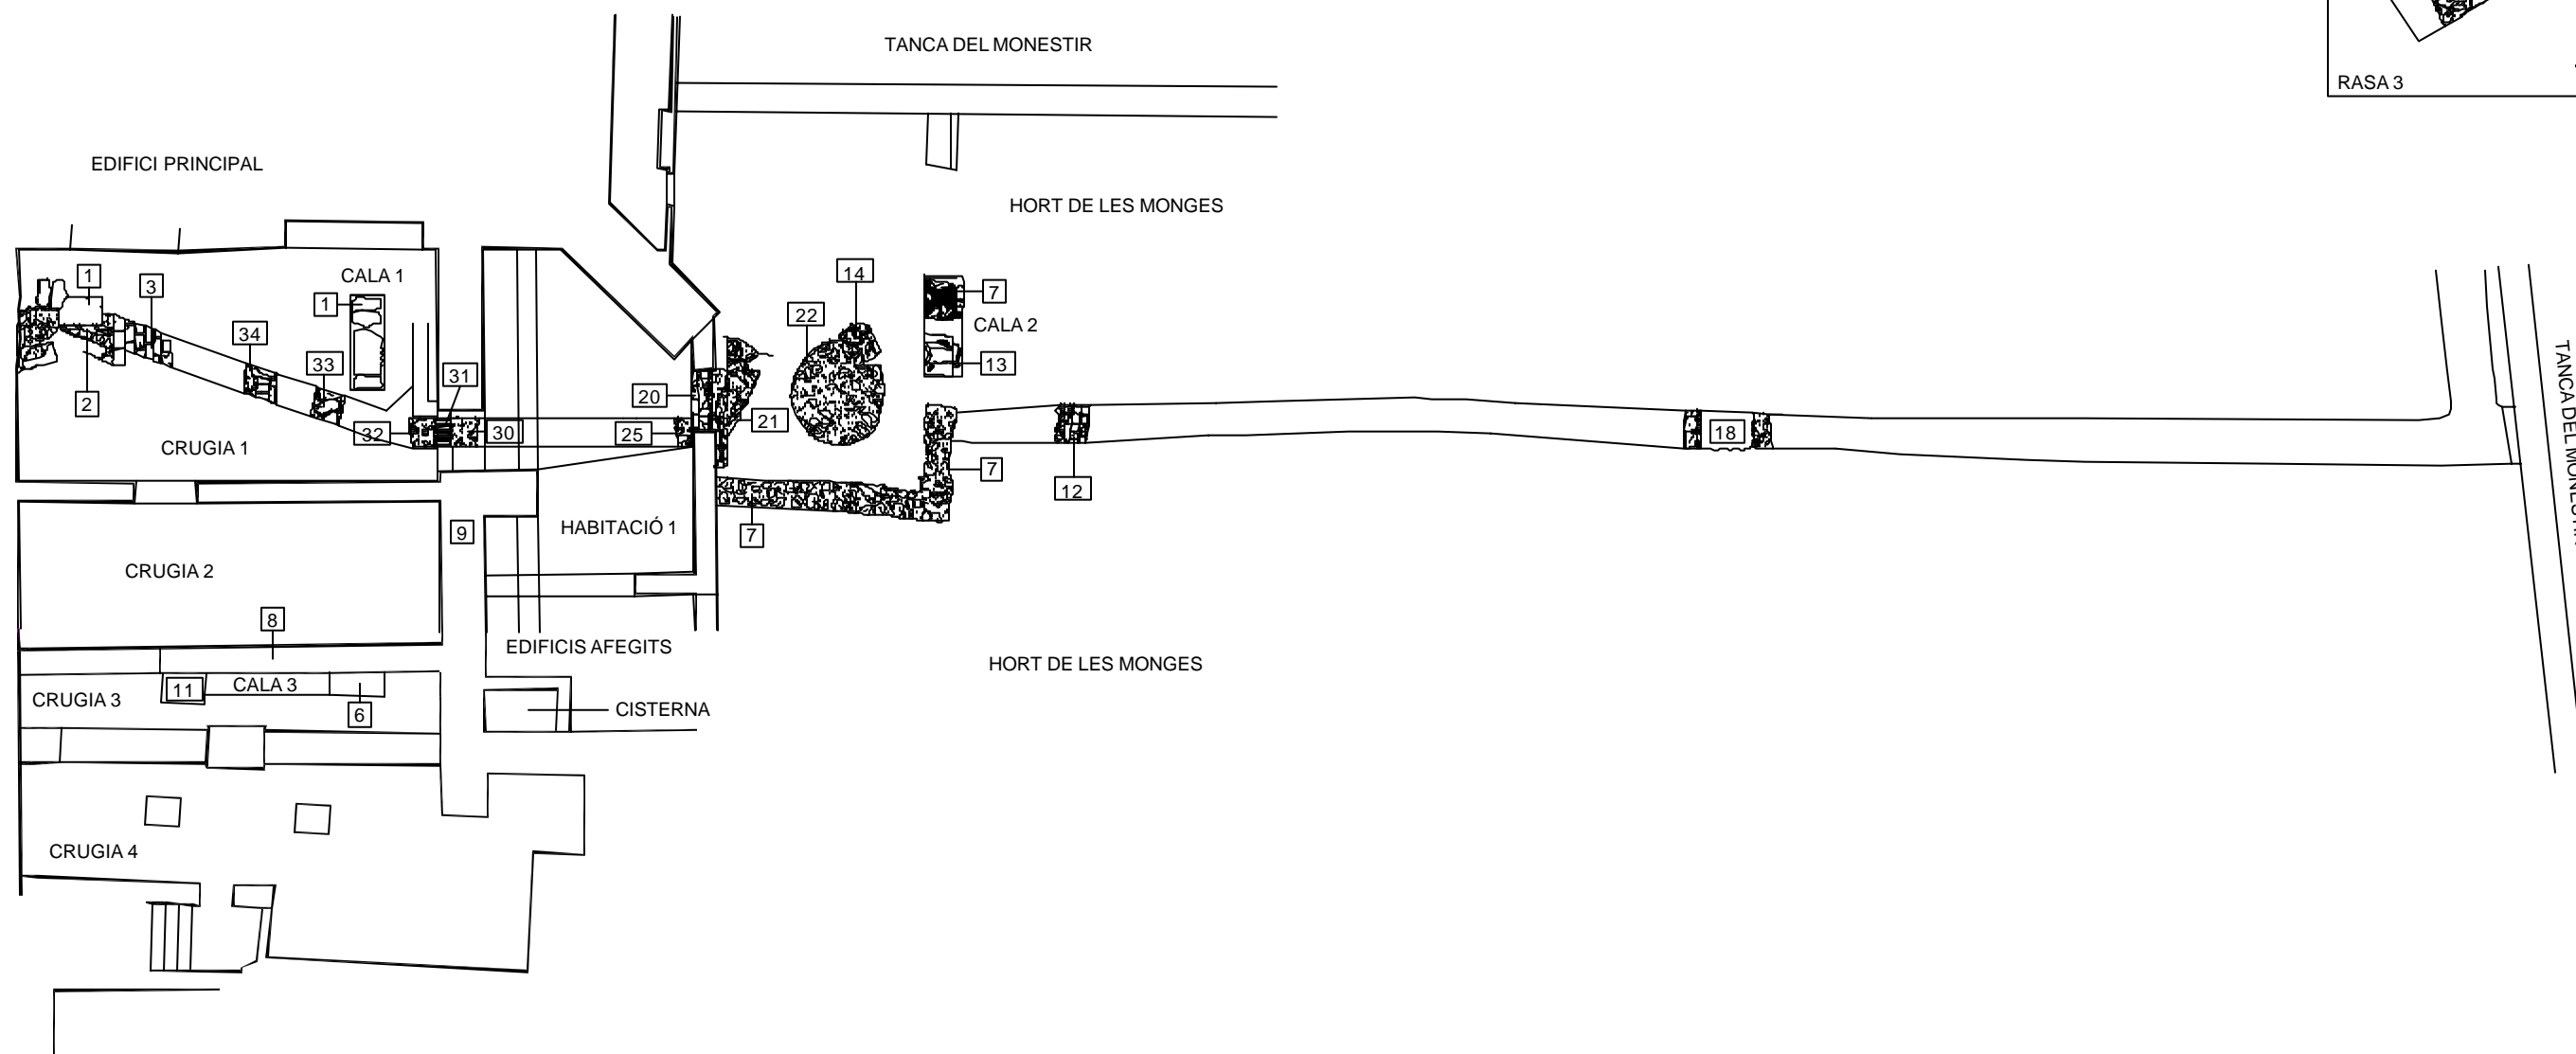 TANCA DEL MONESTIR
RASA 3
EDIFICI PRINCIPAL
HORT DE LES MONGES
1
3
CALA 1
1
14
7
22
CALA 2
34
33
13
31
2
20
21
32
30
25
18
CRUGIA 1
7
12
TANCA DEL MONESTIR
9
HABITACIÓ 1
7
CRUGIA 2
8
EDIFICIS AFEGITS
HORT DE LES MONGES
11
CALA 3
CRUGIA 3
6
CISTERNA
CRUGIA 4